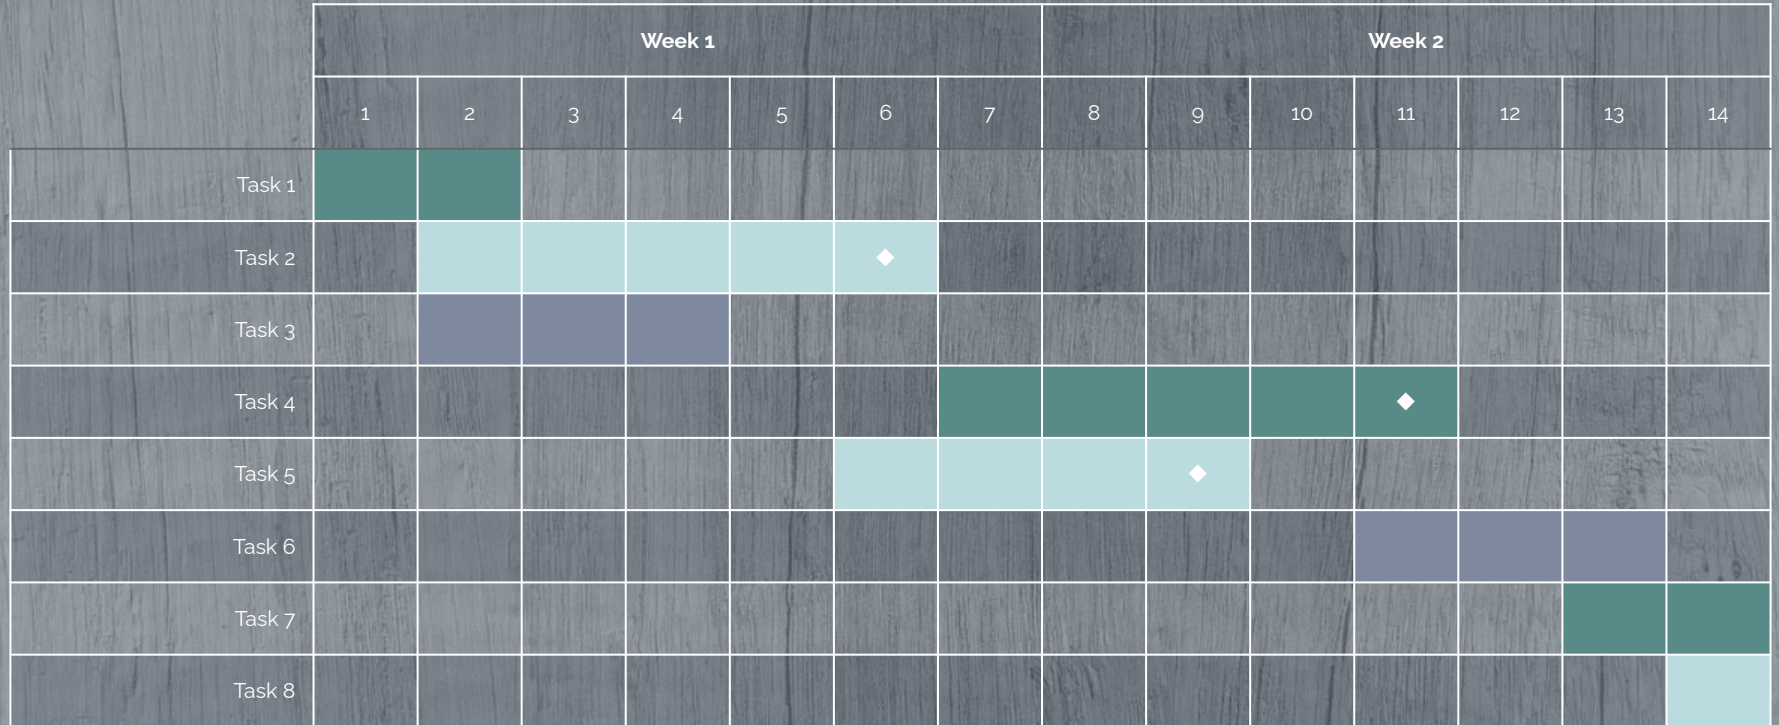 Week 1 Week 2
1 2 3 4 5 6 7 8 9 10 11 12 13 14
Task 1
Task 2
Task 3
Task 4
Task 5
Task 6
Task 7
Task 8